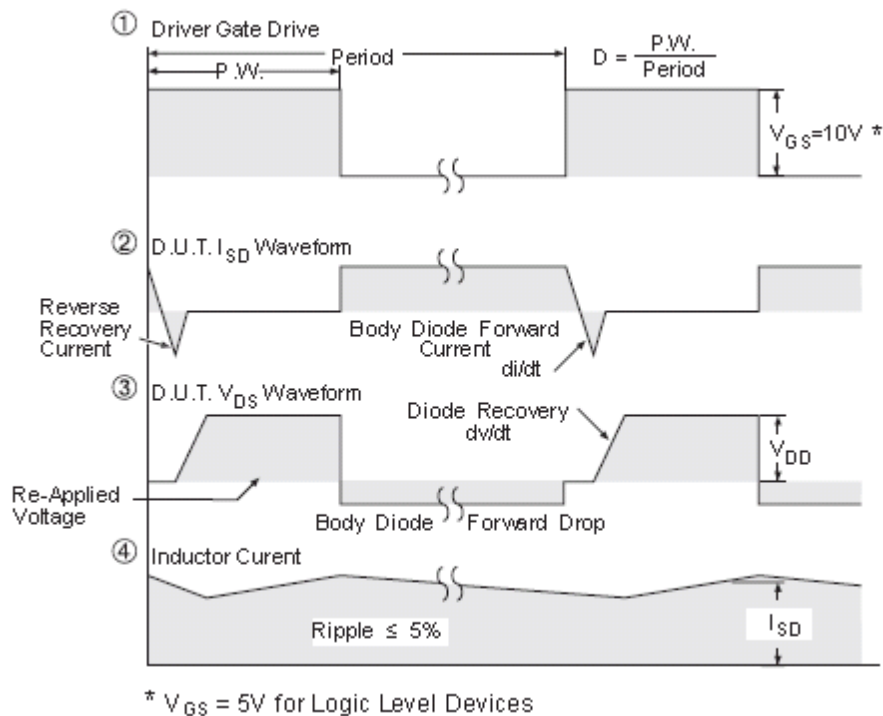 ① Driver Gate Drive
Period
P.W.
D = P.W. / Period
V_GS=10V *
② D.U.T. I_SD Waveform
Reverse
Recovery
Current
Body Diode Forward
Current
di/dt
③ D.U.T. V_DS Waveform
Diode Recovery
dv/dt
V_DD
Re-Applied
Voltage
Body Diode Forward Drop
④ Inductor Curent
Ripple ≤ 5%
I_SD
* V_GS = 5V for Logic Level Devices